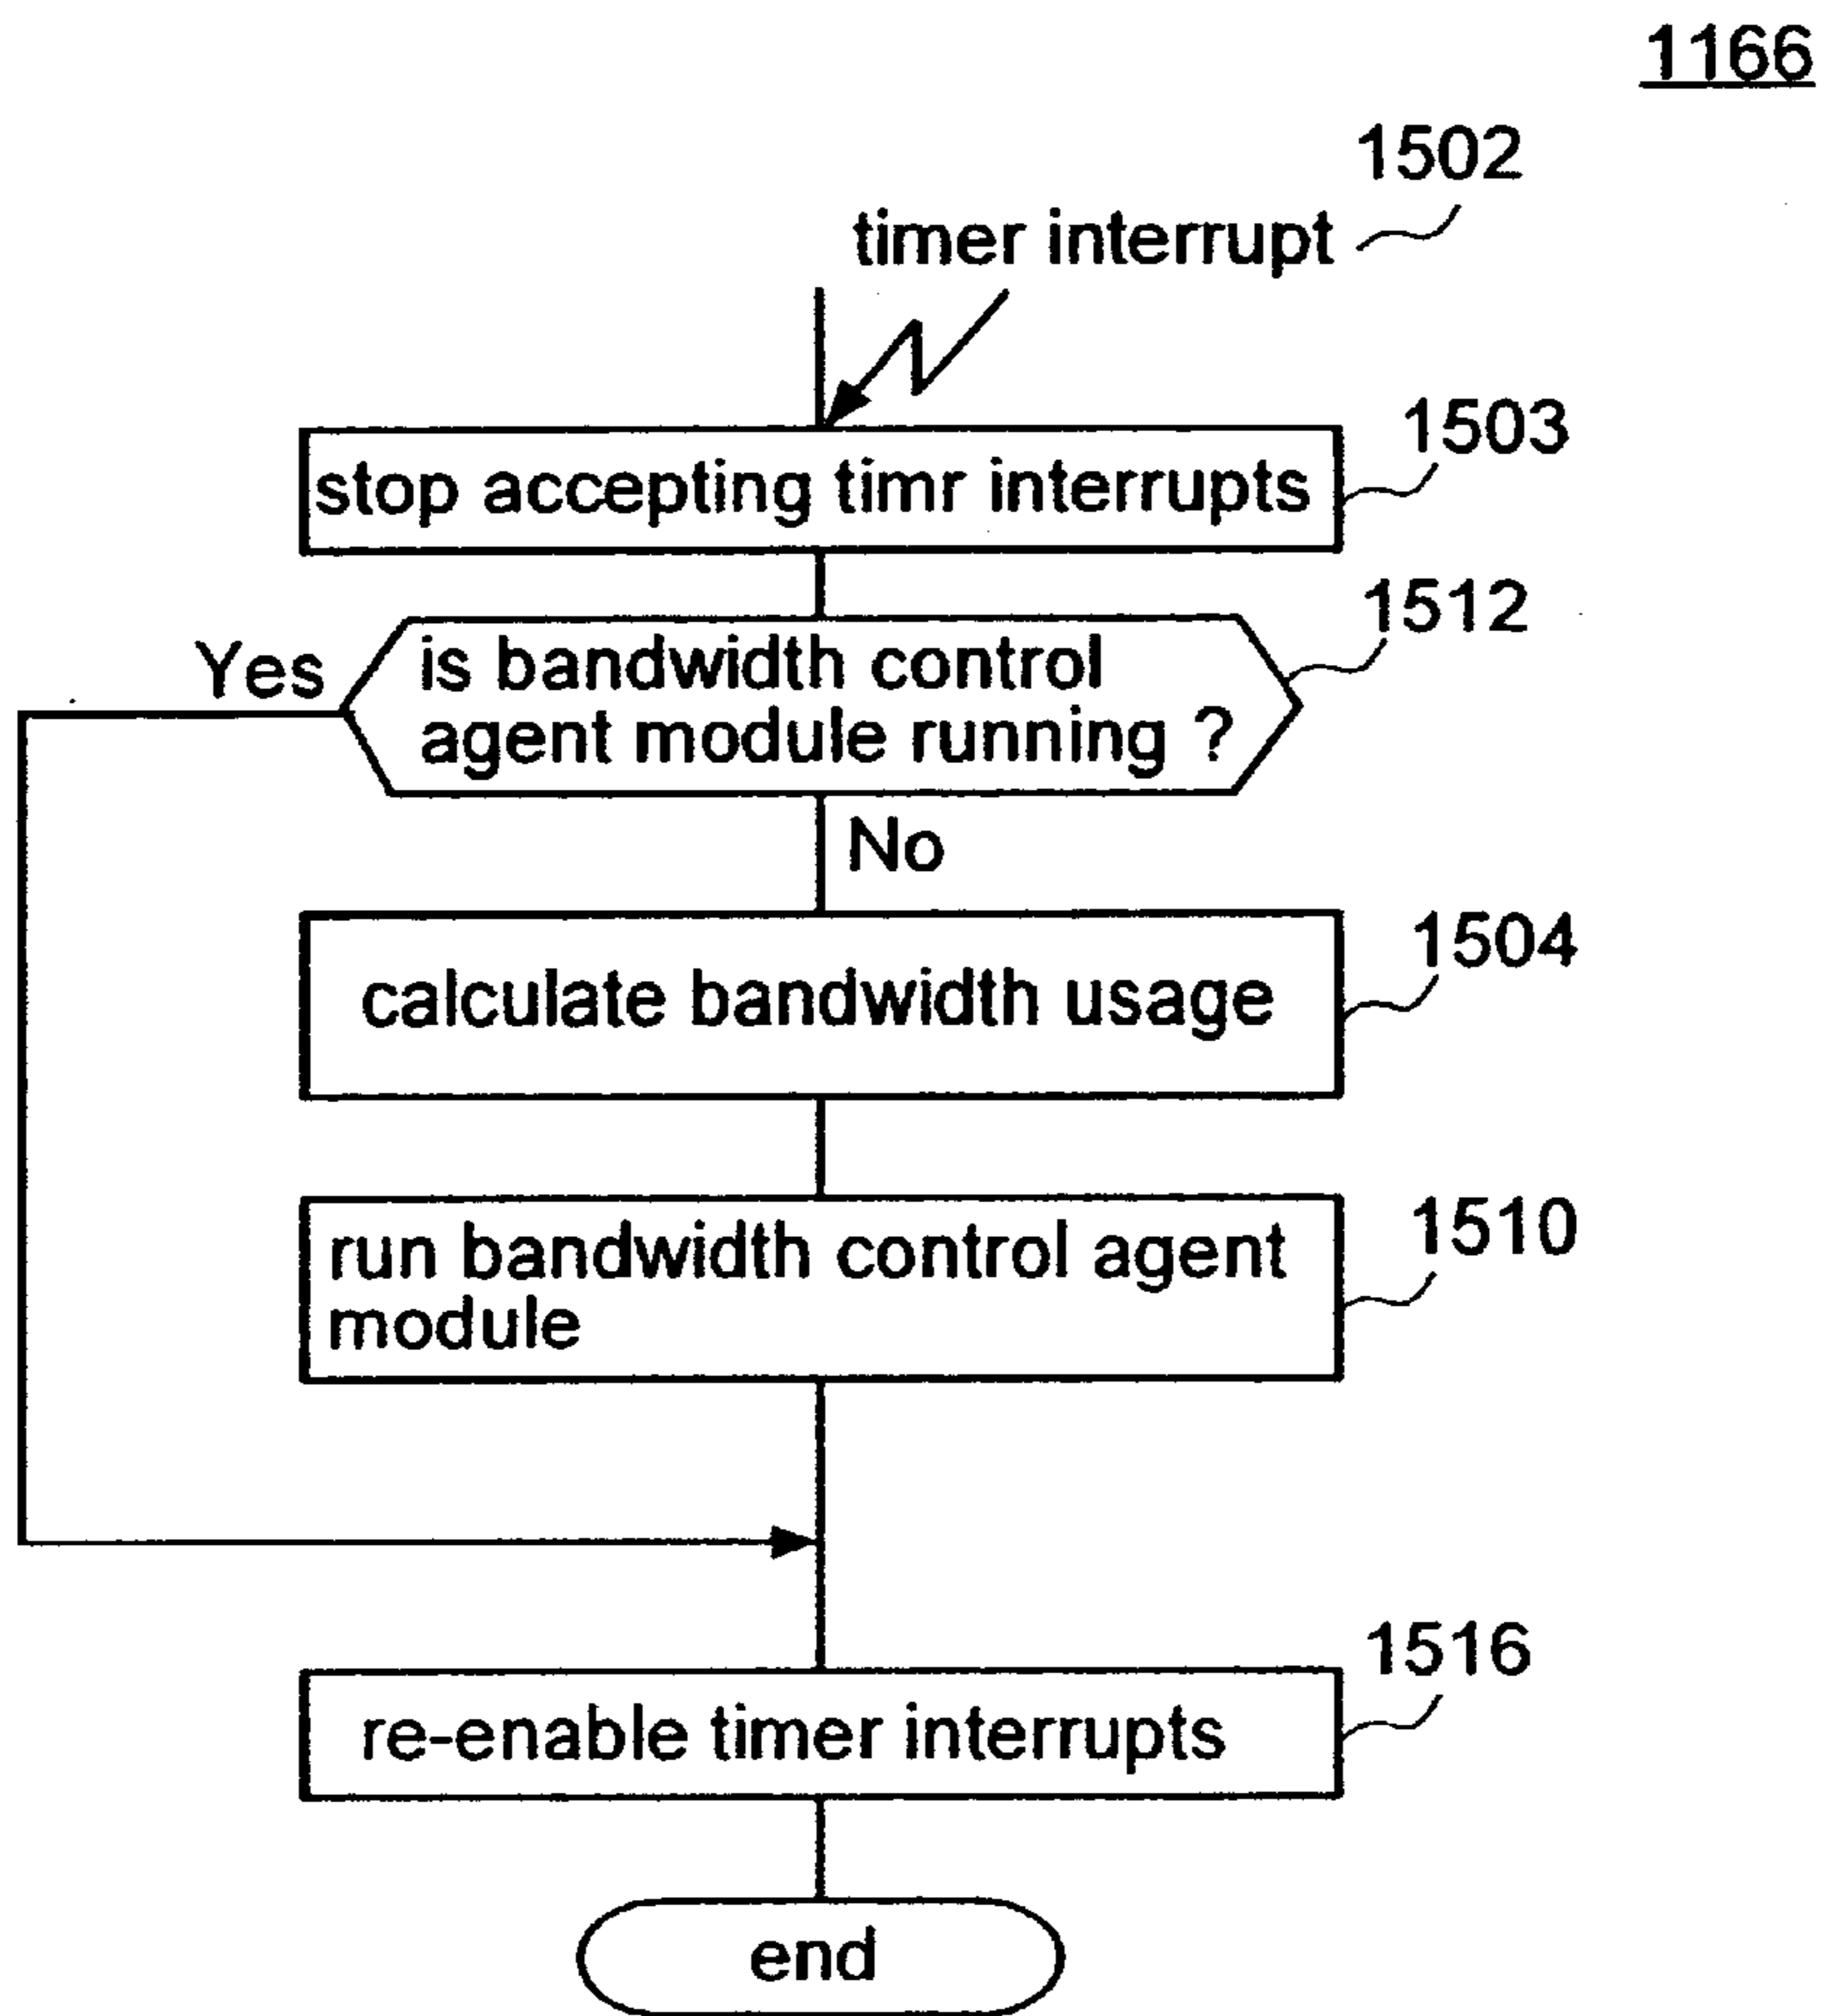 1166
1502
timer interrupt
1503
stop accepting timr interrupts
1512
Yes
is bandwidth control
agent module running ?
No
1504
calculate bandwidth usage
1510
run bandwidth control agent
module
1516
re-enable timer interrupts
end